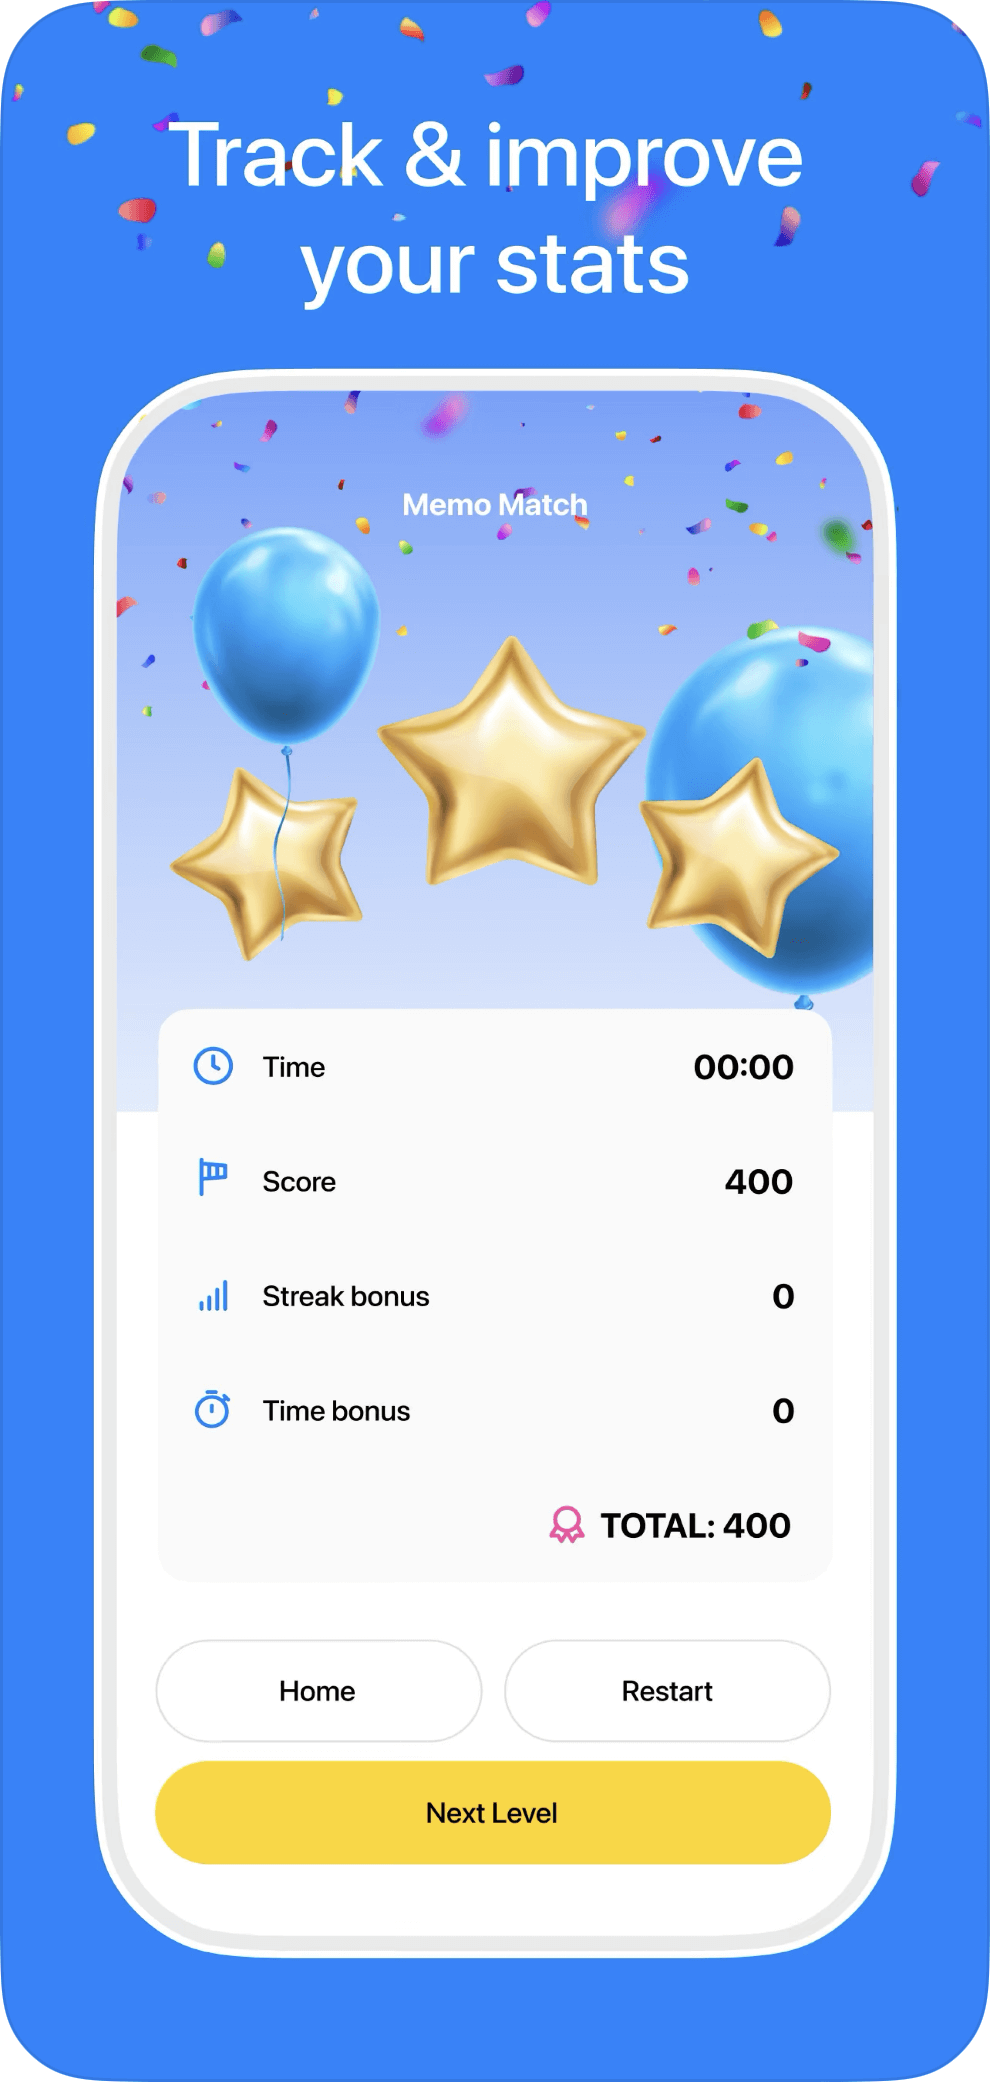 Track & improve
your stats
Memo Match
Time 00:00
Score 400
Streak bonus 0
Time bonus 0
TOTAL: 400
Home Restart
Next Level